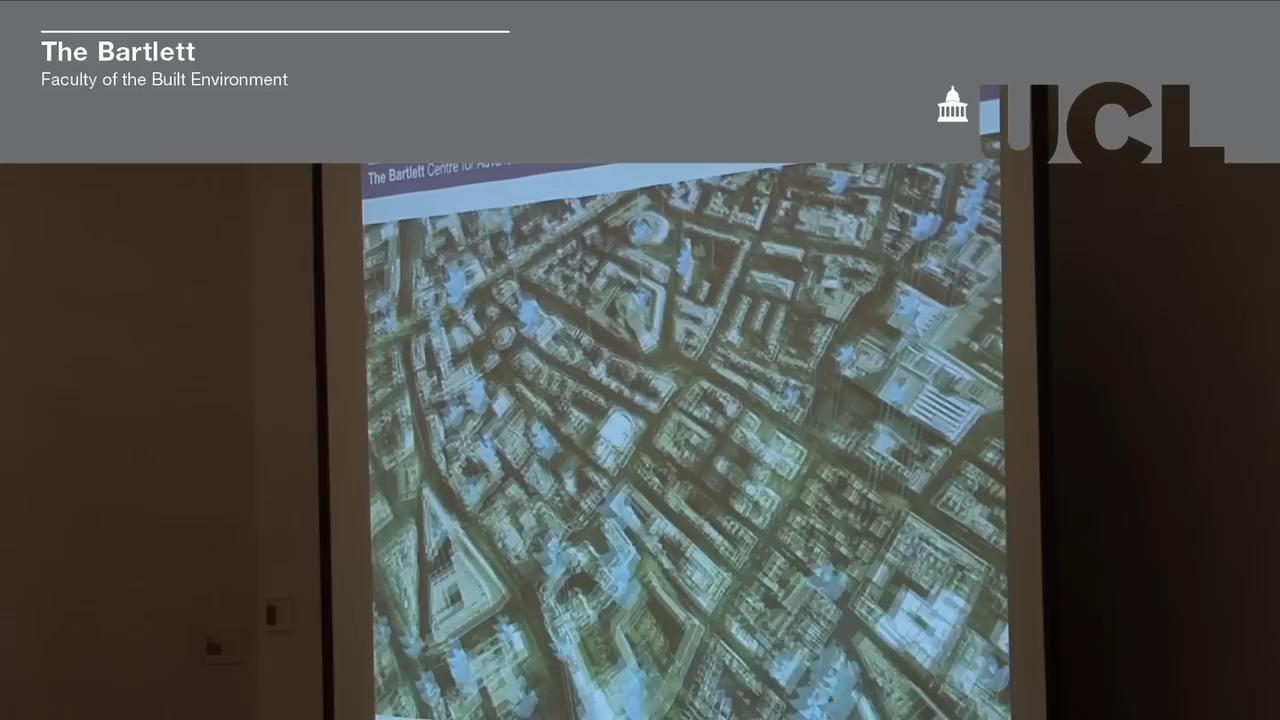 The Bartlett
Faculty of the Built Environment
UCL
The Bartlett Centre for